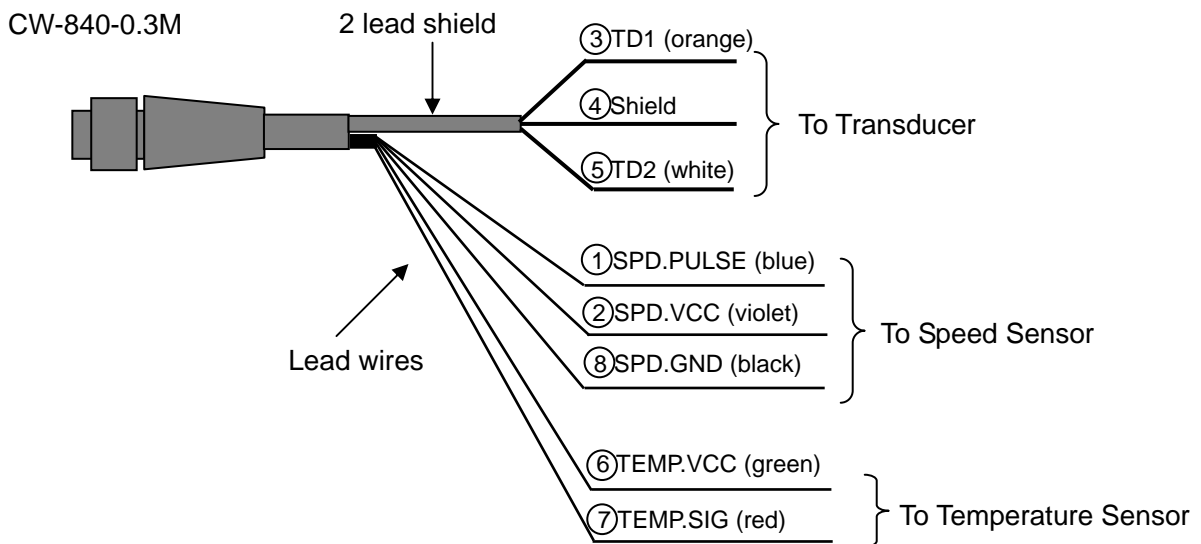 CW-840-0.3M
2 lead shield
③TD1 (orange)
④Shield
⑤TD2 (white)
To Transducer
①SPD.PULSE (blue)
②SPD.VCC (violet)
⑧SPD.GND (black)
To Speed Sensor
Lead wires
⑥TEMP.VCC (green)
⑦TEMP.SIG (red)
To Temperature Sensor